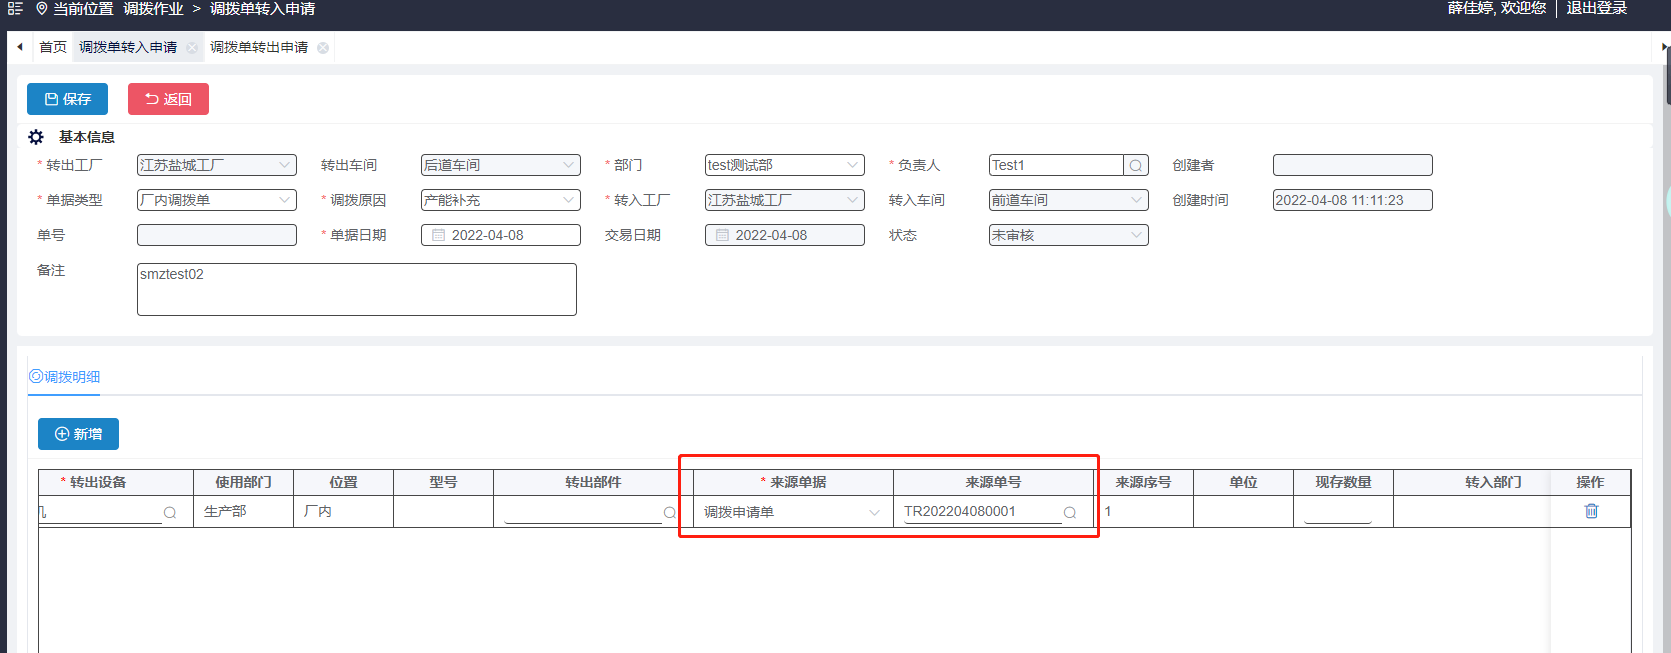 当前位置 调拨作业 > 调拨单转入申请 薛佳婷, 欢迎您 退出登录
首页 调拨单转入申请 调拨单转出申请
保存 返回
基本信息
* 转出工厂 江苏盐城工厂 转出车间 后道车间 * 部门 test测试部 * 负责人 Test1 创建者
* 单据类型 厂内调拨单 * 调拨原因 产能补充 * 转入工厂 江苏盐城工厂 转入车间 前道车间 创建时间 2022-04-08 11:11:23
单号 * 单据日期 2022-04-08 交易日期 2022-04-08 状态 未审核
备注 smztest02
调拨明细
新增
* 转出设备 使用部门 位置 型号 转出部件 * 来源单据 来源单号 来源序号 单位 现存数量 转入部门 操作
生产部 厂内 调拨申请单 TR202204080001 1